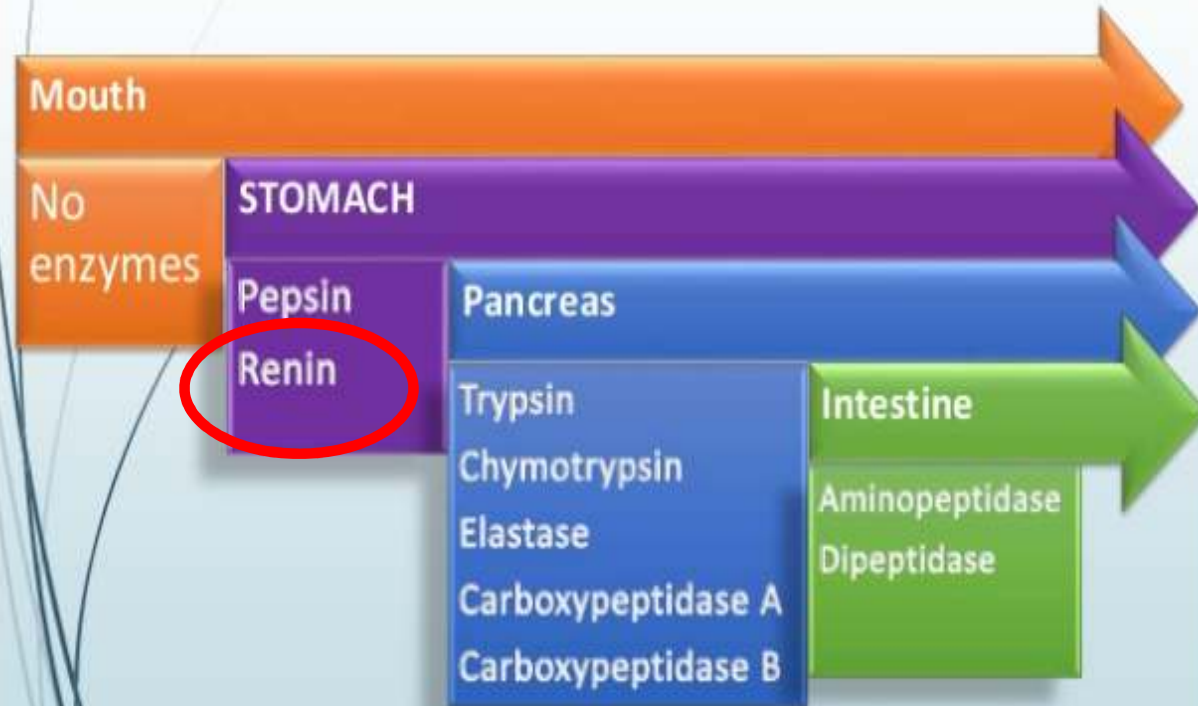 Mouth
No
enzymes
STOMACH
Pepsin
Renin
Pancreas
Trypsin
Chymotrypsin
Elastase
Carboxypeptidase A
Carboxypeptidase B
Intestine
Aminopeptidase
Dipeptidase